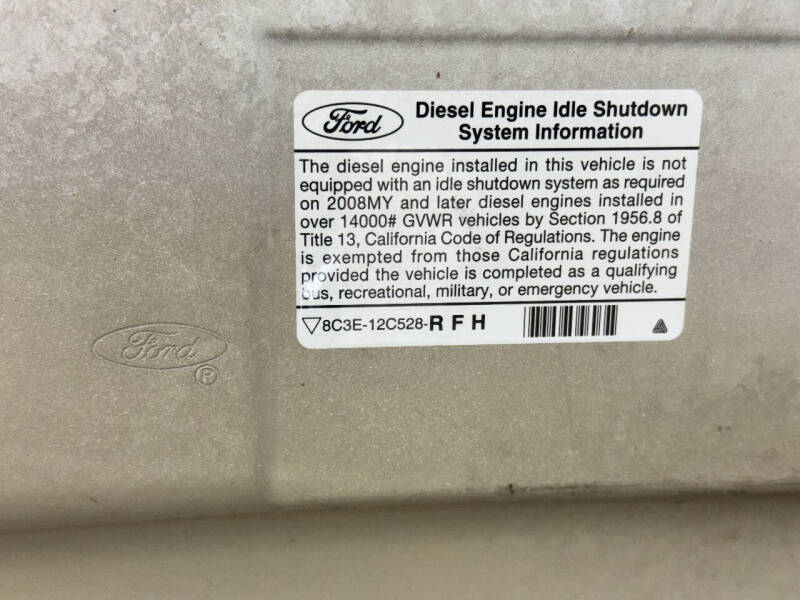 Ford
Diesel Engine Idle Shutdown
System Information
The diesel engine installed in this vehicle is not
equipped with an idle shutdown system as required
on 2008MY and later diesel engines installed in
over 14000# GVWR vehicles by Section 1956.8 of
Title 13, California Code of Regulations. The engine
is exempted from those California regulations
provided the vehicle is completed as a qualifying
bus, recreational, military, or emergency vehicle.
▽8C3E-12C528-R F H
Ford
®